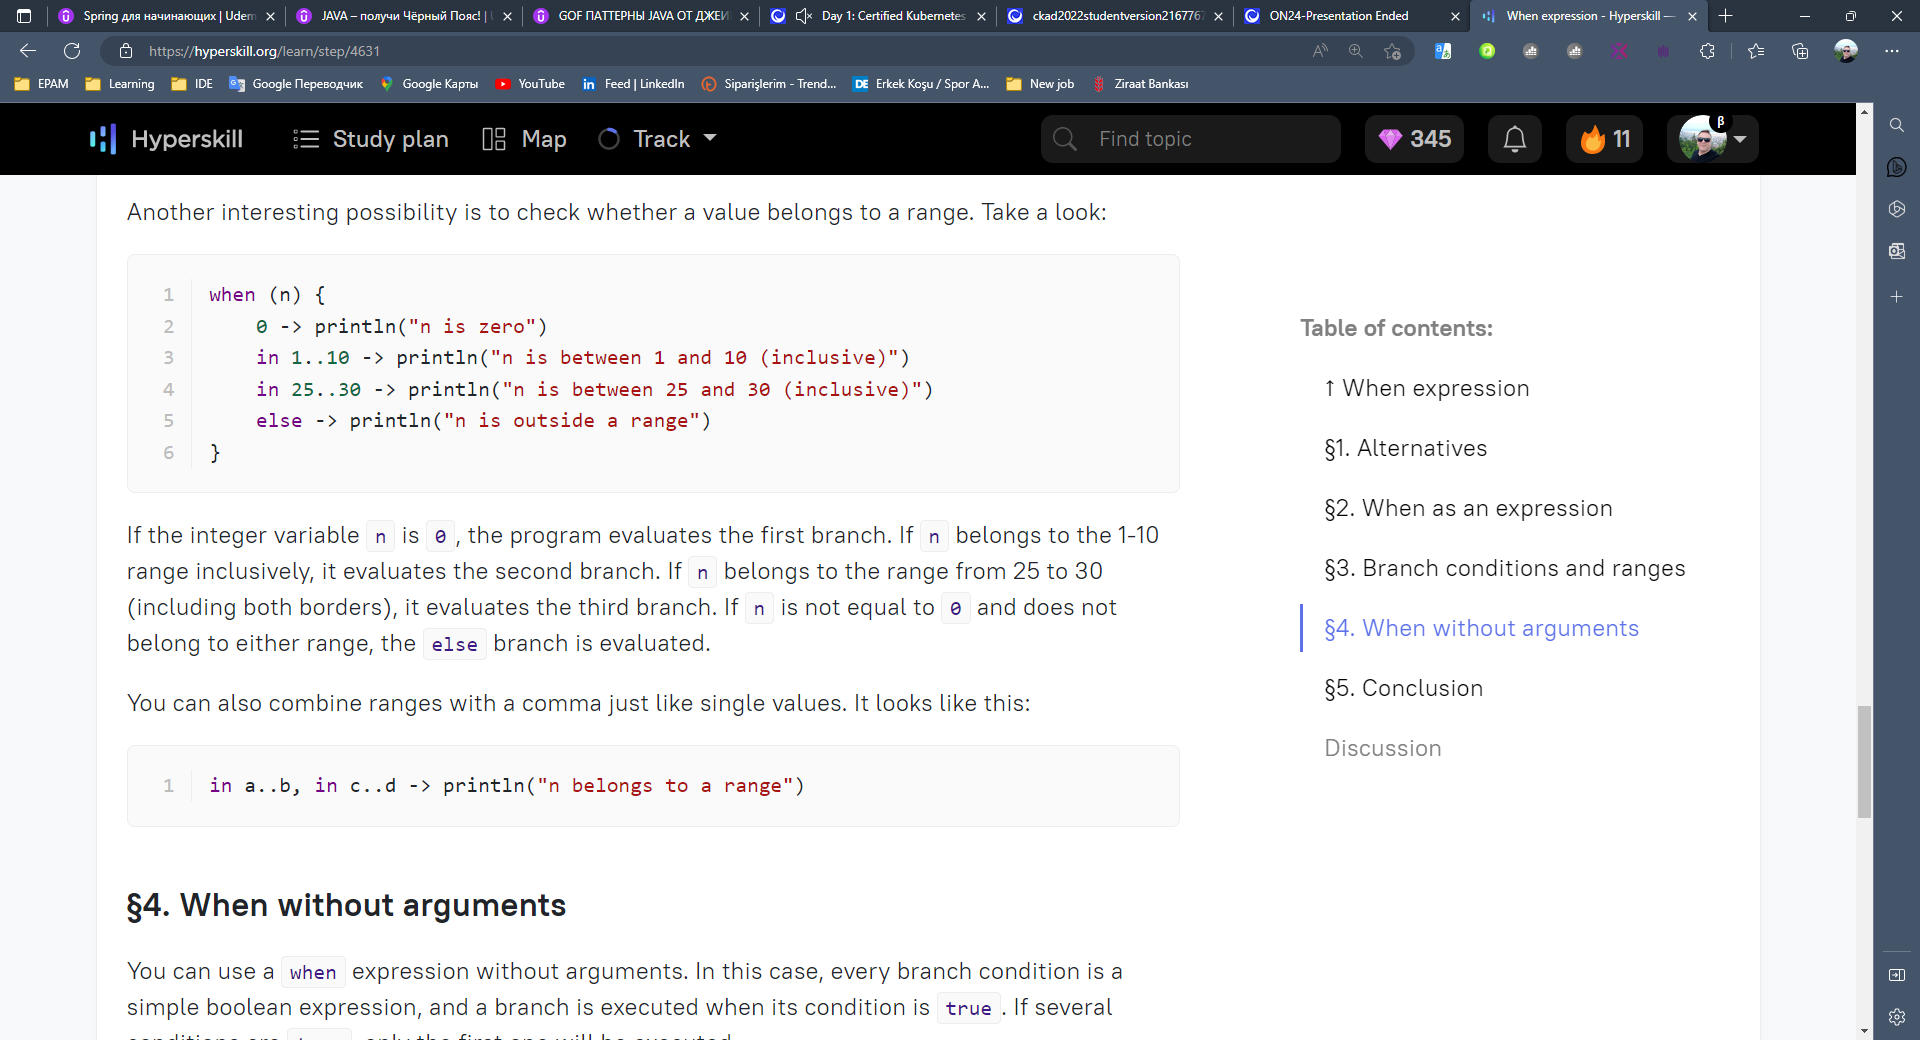 Spring для начинающих | Udem
JAVA – получи Чёрный Пояс! |
GOF ПАТТЕРНЫ JAVA ОТ ДЖЕИ
Day 1: Certified Kubernetes
ckad2022studentversion216776
ON24-Presentation Ended
When expression - Hyperskill —
https://hyperskill.org/learn/step/4631
EPAM
Learning
IDE
Google Переводчик
Google Карты
YouTube
Feed | LinkedIn
Siparişlerim - Trend...
DE Erkek Koşu / Spor A...
New job
Ziraat Bankası
Hyperskill
Study plan
Map
Track
Find topic
345
11
β
Another interesting possibility is to check whether a value belongs to a range. Take a look:
1 when (n) {
2 0 -> println("n is zero")
3 in 1..10 -> println("n is between 1 and 10 (inclusive)")
4 in 25..30 -> println("n is between 25 and 30 (inclusive)")
5 else -> println("n is outside a range")
6 }
If the integer variable n is 0, the program evaluates the first branch. If n belongs to the 1-10
range inclusively, it evaluates the second branch. If n belongs to the range from 25 to 30
(including both borders), it evaluates the third branch. If n is not equal to 0 and does not
belong to either range, the else branch is evaluated.
You can also combine ranges with a comma just like single values. It looks like this:
1 in a..b, in c..d -> println("n belongs to a range")
§4. When without arguments
You can use a when expression without arguments. In this case, every branch condition is a
simple boolean expression, and a branch is executed when its condition is true. If several
only the first one will be executed
Table of contents:
↑ When expression
§1. Alternatives
§2. When as an expression
§3. Branch conditions and ranges
§4. When without arguments
§5. Conclusion
Discussion